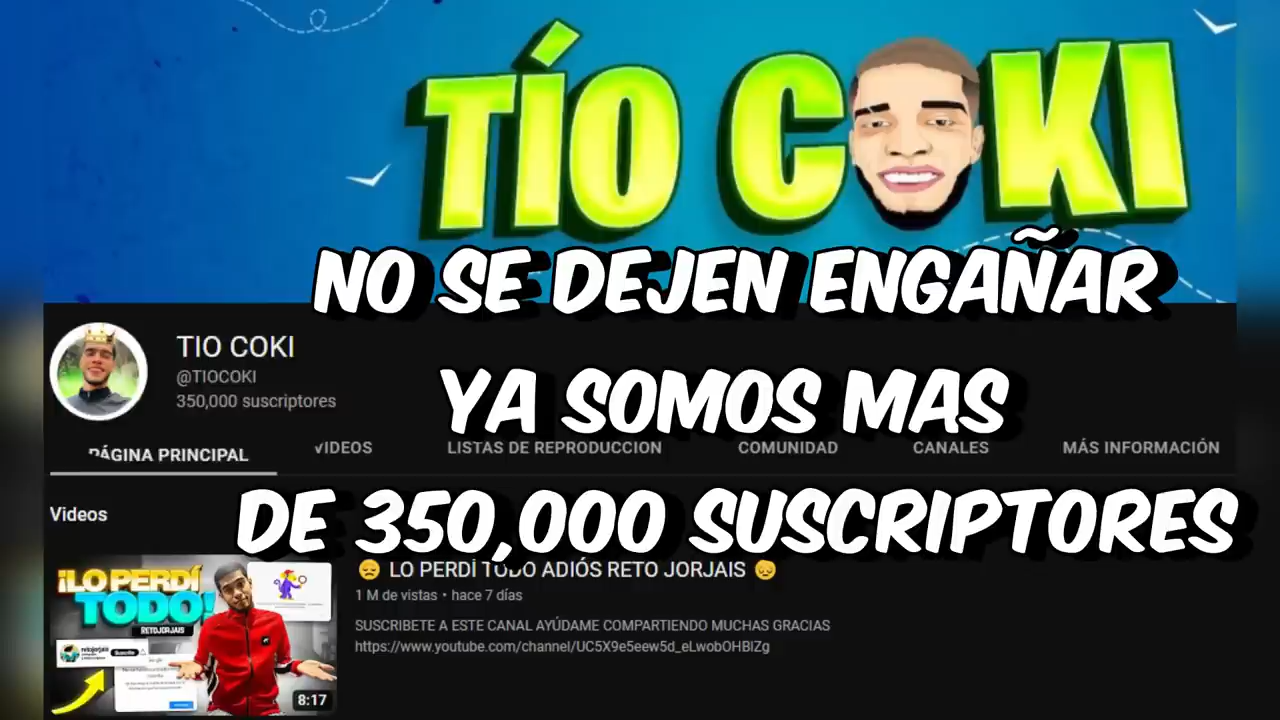 TÍO COKI
NO SE DEJEN ENGAÑAR
TIO COKI
@TIOCOKI
350,000 suscriptores
YA SOMOS MAS
PÁGINA PRINCIPAL VIDEOS LISTAS DE REPRODUCCION COMUNIDAD CANALES MÁS INFORMACIÓN
Videos
DE 350,000 SUSCRIPTORES
LO PERDÍ TODO ADIÓS RETO JORJAIS
1 M de vistas • hace 7 días
SUSCRIBETE A ESTE CANAL AYÚDAME COMPARTIENDO MUCHAS GRACIAS
https://www.youtube.com/channel/UC5X9e5eew5d_eLwobOHBlZg
¡LO PERDÍ
TODO!
RETOJORJAIS
retojorjais
8:17